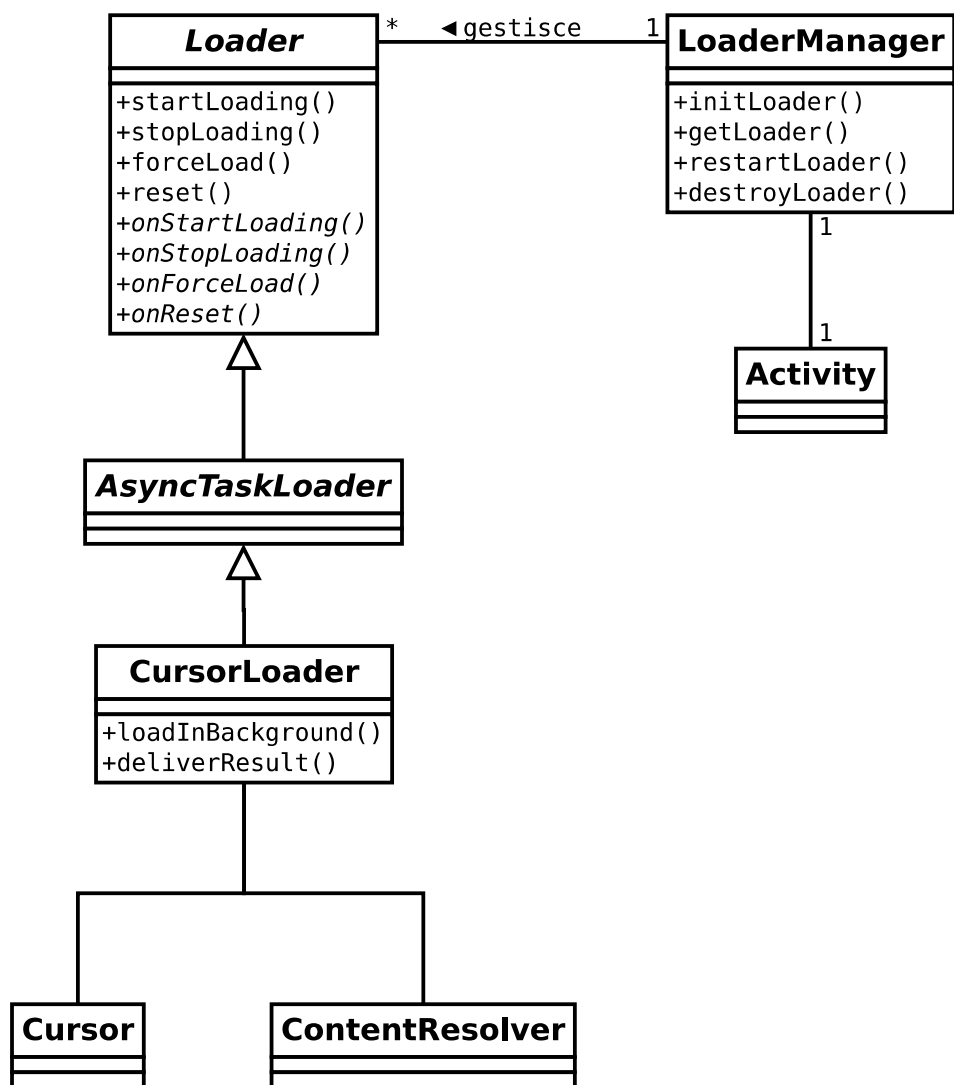 Loader
* ◄ gestisce 1
LoaderManager
+startLoading()
+stopLoading()
+forceLoad()
+reset()
+onStartLoading()
+onStopLoading()
+onForceLoad()
+onReset()
+initLoader()
+getLoader()
+restartLoader()
+destroyLoader()
1
1
Activity
AsyncTaskLoader
CursorLoader
+loadInBackground()
+deliverResult()
Cursor
ContentResolver